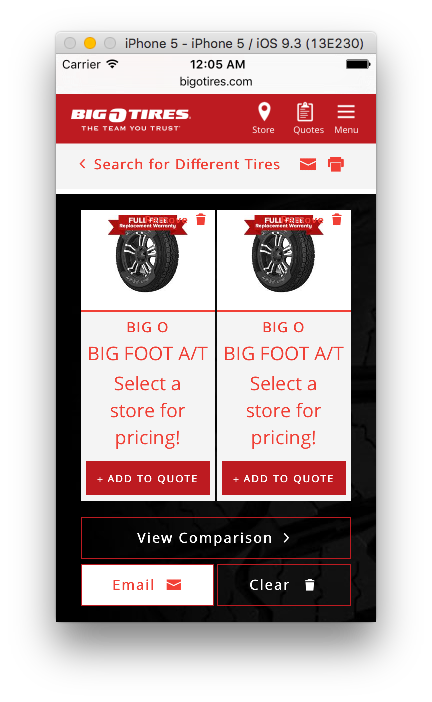 iPhone 5 - iPhone 5 / iOS 9.3 (13E230)
Carrier 12:05 AM
bigotires.com
BIG O TIRES
THE TEAM YOU TRUST
Store Quotes Menu
Search for Different Tires
FULL FREE Remove FULL FREE Remove
Replacement Warranty Replacement Warranty
BIG O BIG O
BIG FOOT A/T BIG FOOT A/T
Select a Select a
store for store for
pricing! pricing!
+ ADD TO QUOTE + ADD TO QUOTE
View Comparison
Email Clear